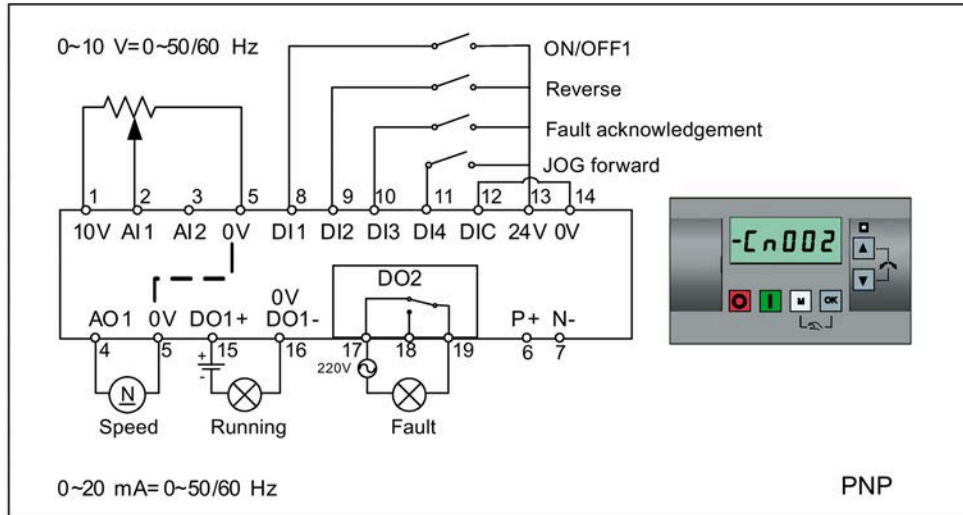 0~10 V=0~50/60 Hz
ON/OFF1
Reverse
Fault acknowledgement
JOG forward
1 2 3 5 8 9 10 11 12 13 14
10V AI1 AI2 0V DI1 DI2 DI3 DI4 DIC 24V 0V
-Cn002
M OK
DO2
0V
AO1 0V DO1+ DO1- P+ N-
4 5 15 16 17 18 19 6 7
+
-
220V
N
Speed Running Fault
0~20 mA=0~50/60 Hz
PNP